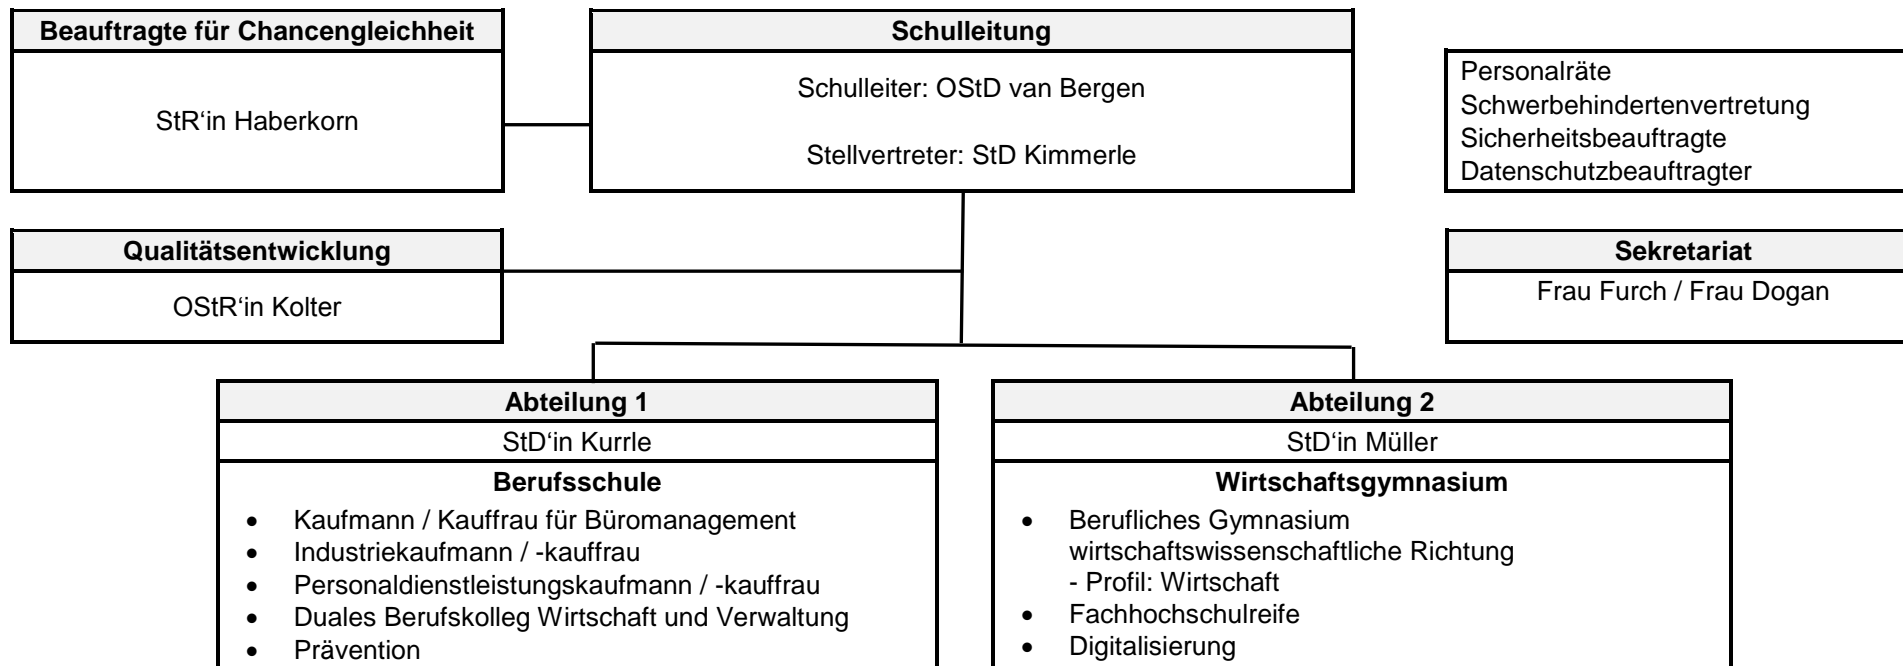 Beauftragte für Chancengleichheit
StR‘in Haberkorn
Schulleitung
Schulleiter: OStD van Bergen
Stellvertreter: StD Kimmerle
Personalräte
Schwerbehindertenvertretung
Sicherheitsbeauftragte
Datenschutzbeauftragter
Qualitätsentwicklung
OStR‘in Kolter
Sekretariat
Frau Furch / Frau Dogan
Abteilung 1
StD‘in Kurrle
Berufsschule
• Kaufmann / Kauffrau für Büromanagement
• Industriekaufmann / -kauffrau
• Personaldienstleistungskaufmann / -kauffrau
• Duales Berufskolleg Wirtschaft und Verwaltung
• Prävention
Abteilung 2
StD‘in Müller
Wirtschaftsgymnasium
• Berufliches Gymnasium
wirtschaftswissenschaftliche Richtung
- Profil: Wirtschaft
• Fachhochschulreife
• Digitalisierung